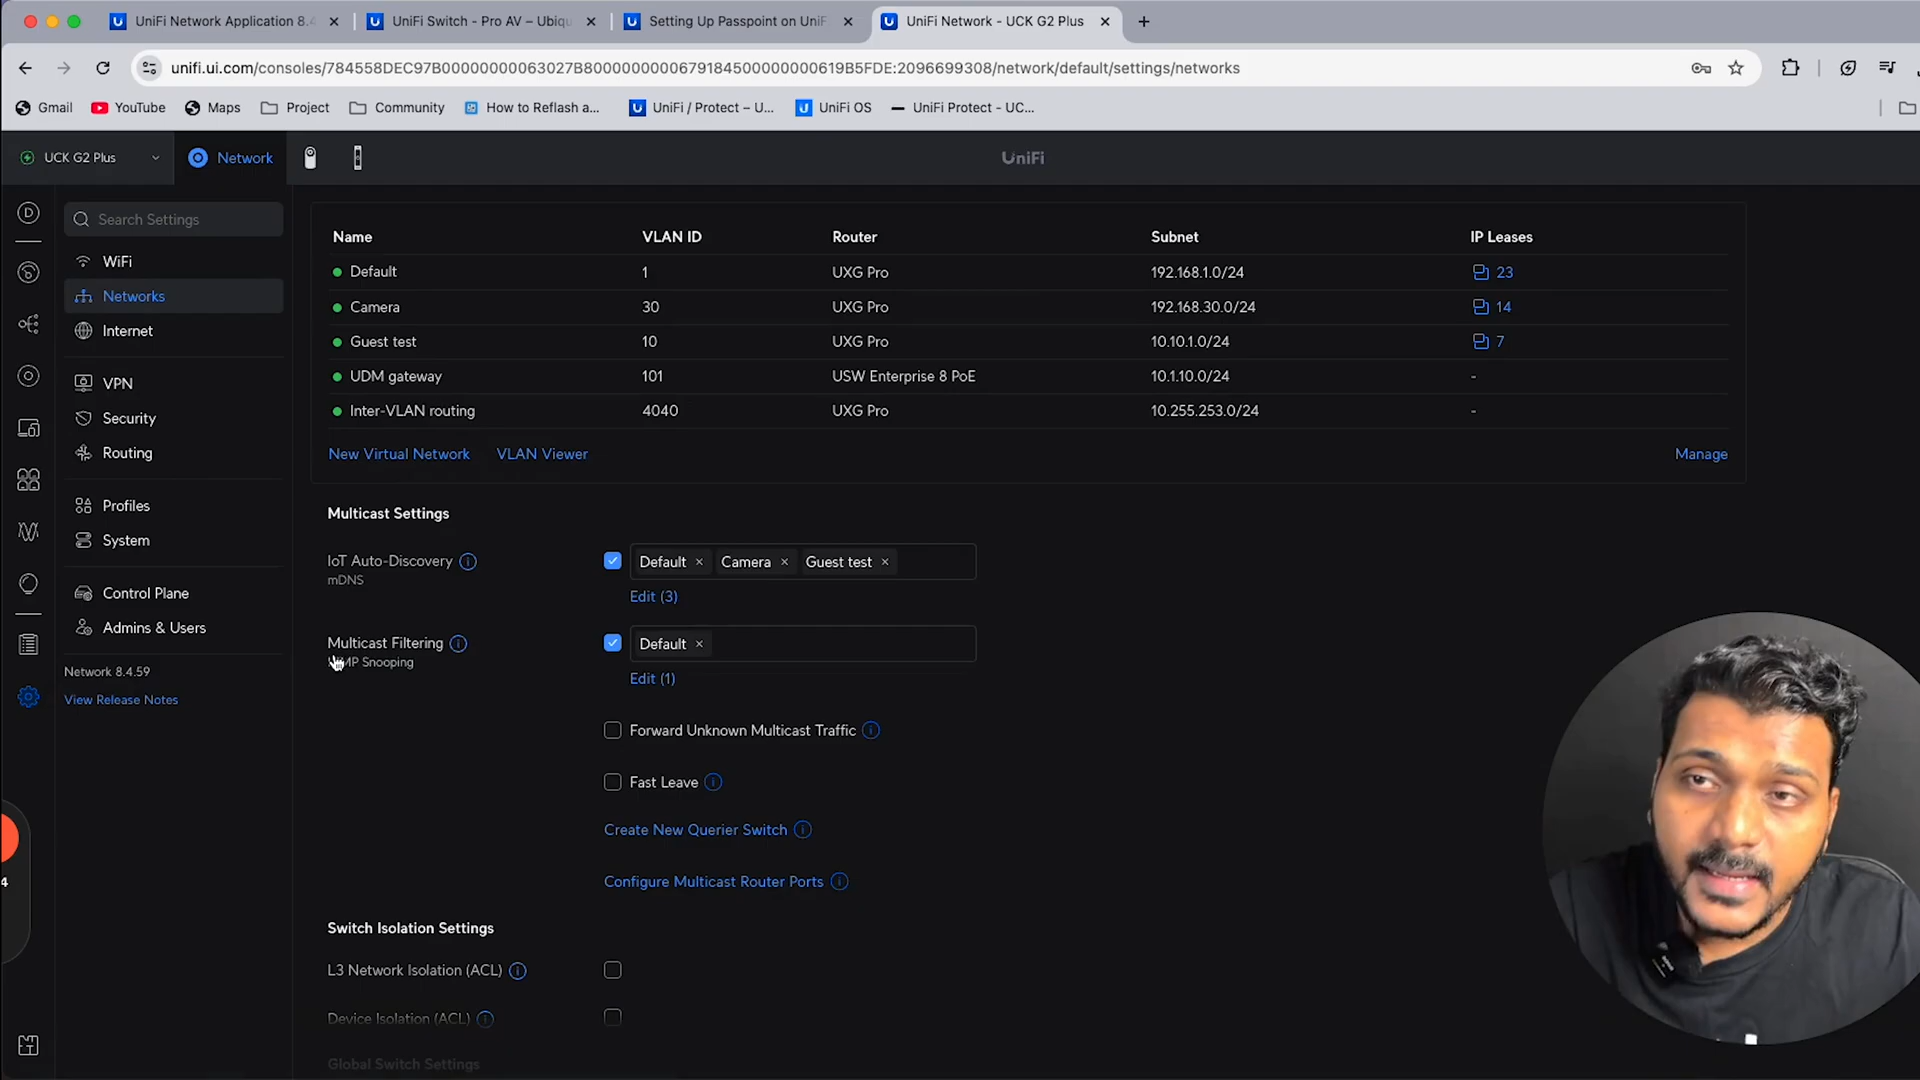 UniFi Network Application 8.4
UniFi Switch - Pro AV – Ubiqu
Setting Up Passpoint on UniF
UniFi Network - UCK G2 Plus
unifi.ui.com/consoles/784558DEC97B00000000063027B8000000000679184500000000619B5FDE:2096699308/network/default/settings/networks
Gmail
YouTube
Maps
Project
Community
How to Reflash a...
UniFi / Protect – U...
UniFi OS
UniFi Protect - UC...
UCK G2 Plus
Network
UniFi
Search Settings
WiFi
Networks
Internet
VPN
Security
Routing
Profiles
System
Control Plane
Admins & Users
Network 8.4.59
View Release Notes
4
Name VLAN ID Router Subnet IP Leases
Default 1 UXG Pro 192.168.1.0/24 23
Camera 30 UXG Pro 192.168.30.0/24 14
Guest test 10 UXG Pro 10.10.1.0/24 7
UDM gateway 101 USW Enterprise 8 PoE 10.1.10.0/24 -
Inter-VLAN routing 4040 UXG Pro 10.255.253.0/24 -
New Virtual Network VLAN Viewer Manage
Multicast Settings
IoT Auto-Discovery Default × Camera × Guest test ×
mDNS
Edit (3)
Multicast Filtering Default ×
MP Snooping
Edit (1)
Forward Unknown Multicast Traffic
Fast Leave
Create New Querier Switch
Configure Multicast Router Ports
Switch Isolation Settings
L3 Network Isolation (ACL)
Device Isolation (ACL)
Global Switch Settings